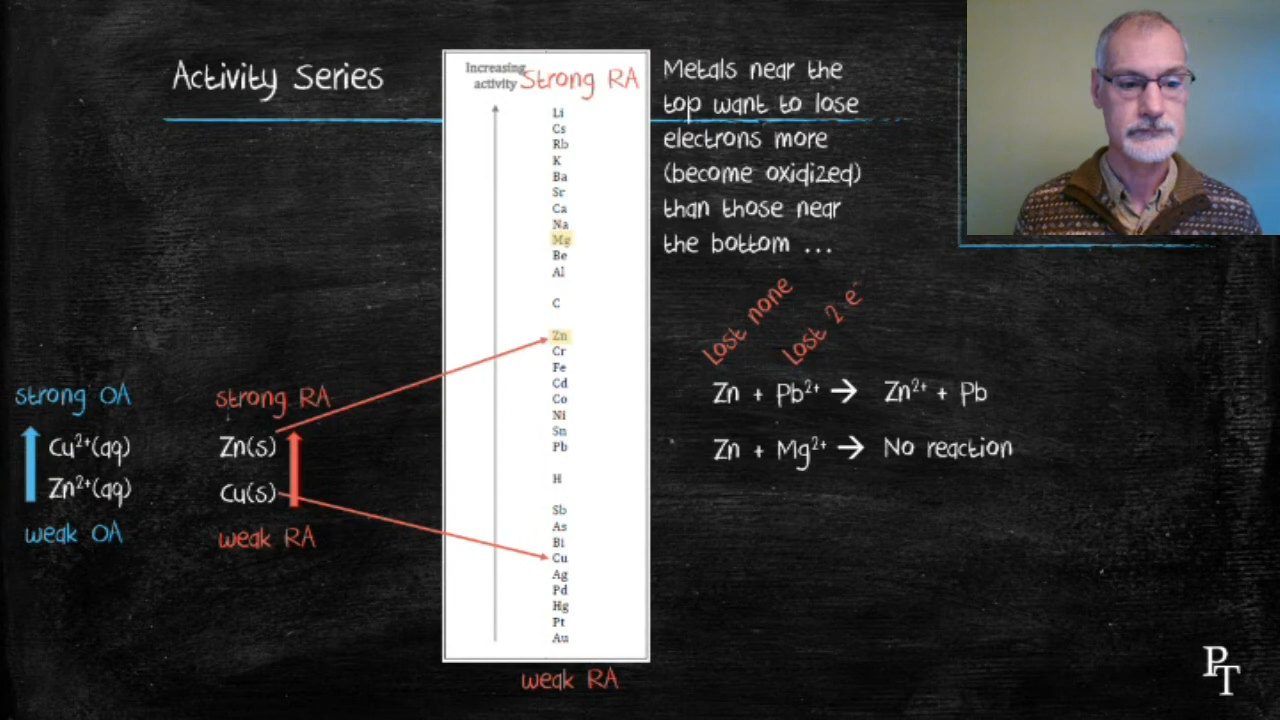 Activity Series
Increasing
activity
Strong RA
Li
Cs
Rb
K
Ba
Sr
Ca
Na
Mg
Be
Al
C
Zn
Cr
Fe
Cd
Co
Ni
Sn
Pb
H
Sb
As
Bi
Cu
Ag
Pd
Hg
Pt
Au
weak RA
Metals near the
top want to lose
electrons more
(become oxidized)
than those near
the bottom ...
Lost none
Lost 2 e⁻
Zn + Pb²⁺ → Zn²⁺ + Pb
Zn + Mg²⁺ → No reaction
strong OA
Cu²⁺(aq)
Zn²⁺(aq)
weak OA
strong RA
Zn(s)
Cu(s)
weak RA
PT